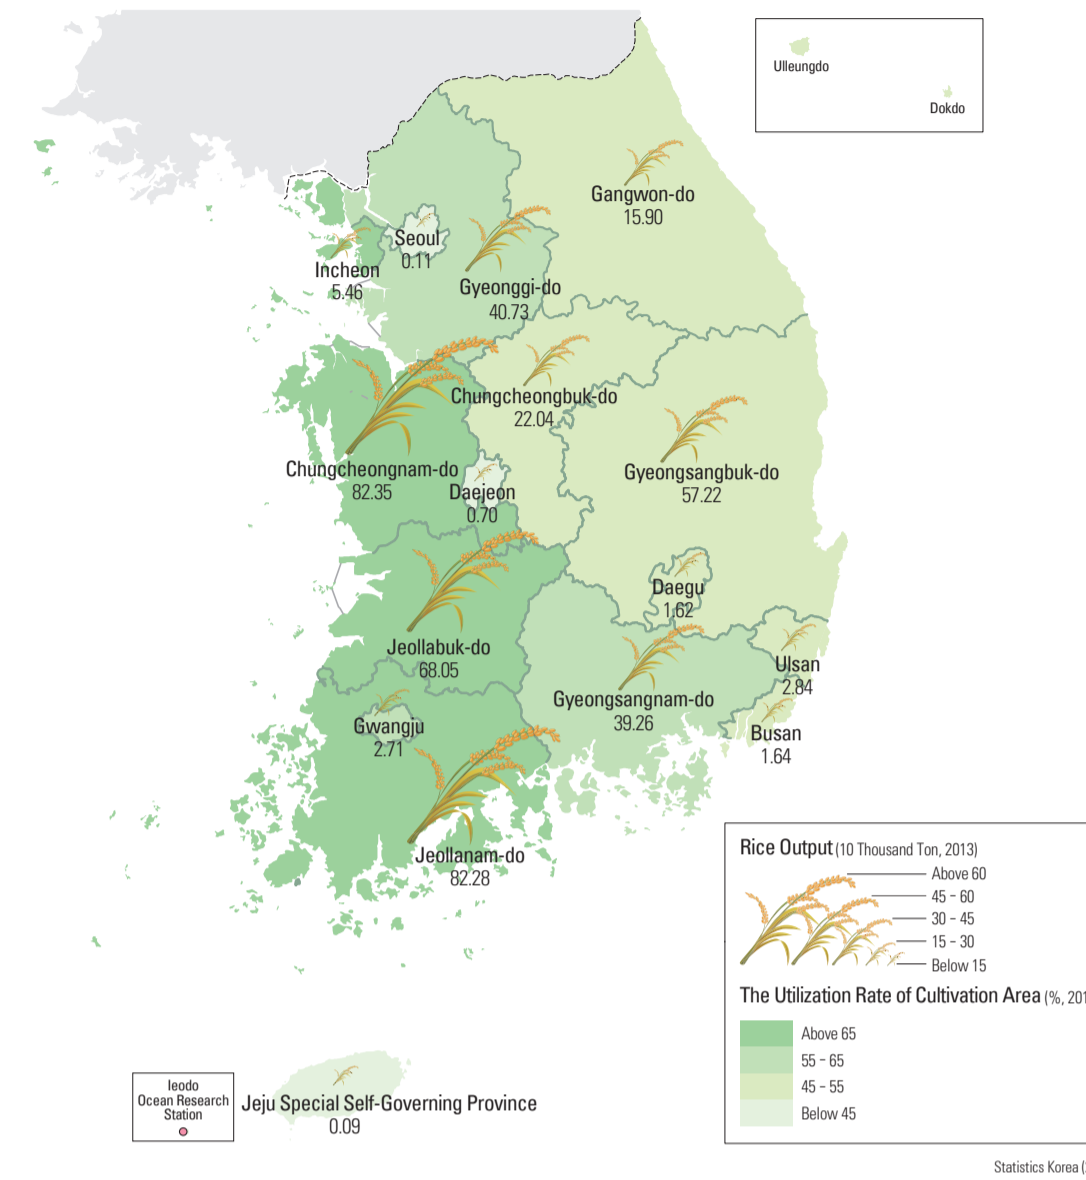 Ulleungdo
Dokdo
Gangwon-do
15.90
Seoul
0.11
Incheon
5.46
Gyeonggi-do
40.73
Chungcheongbuk-do
22.04
Chungcheongnam-do
82.35
Daejeon
0.70
Gyeongsangbuk-do
57.22
Daegu
1.62
Jeollabuk-do
68.05
Ulsan
2.84
Gyeongsangnam-do
39.26
Gwangju
2.71
Busan
1.64
Jeollanam-do
82.28
Rice Output (10 Thousand Ton, 2013)
Above 60
45 - 60
30 - 45
15 - 30
Below 15
The Utilization Rate of Cultivation Area (%, 201
Above 65
55 - 65
45 - 55
Below 45
Ieodo
Ocean Research
Station
Jeju Special Self-Governing Province
0.09
Statistics Korea (